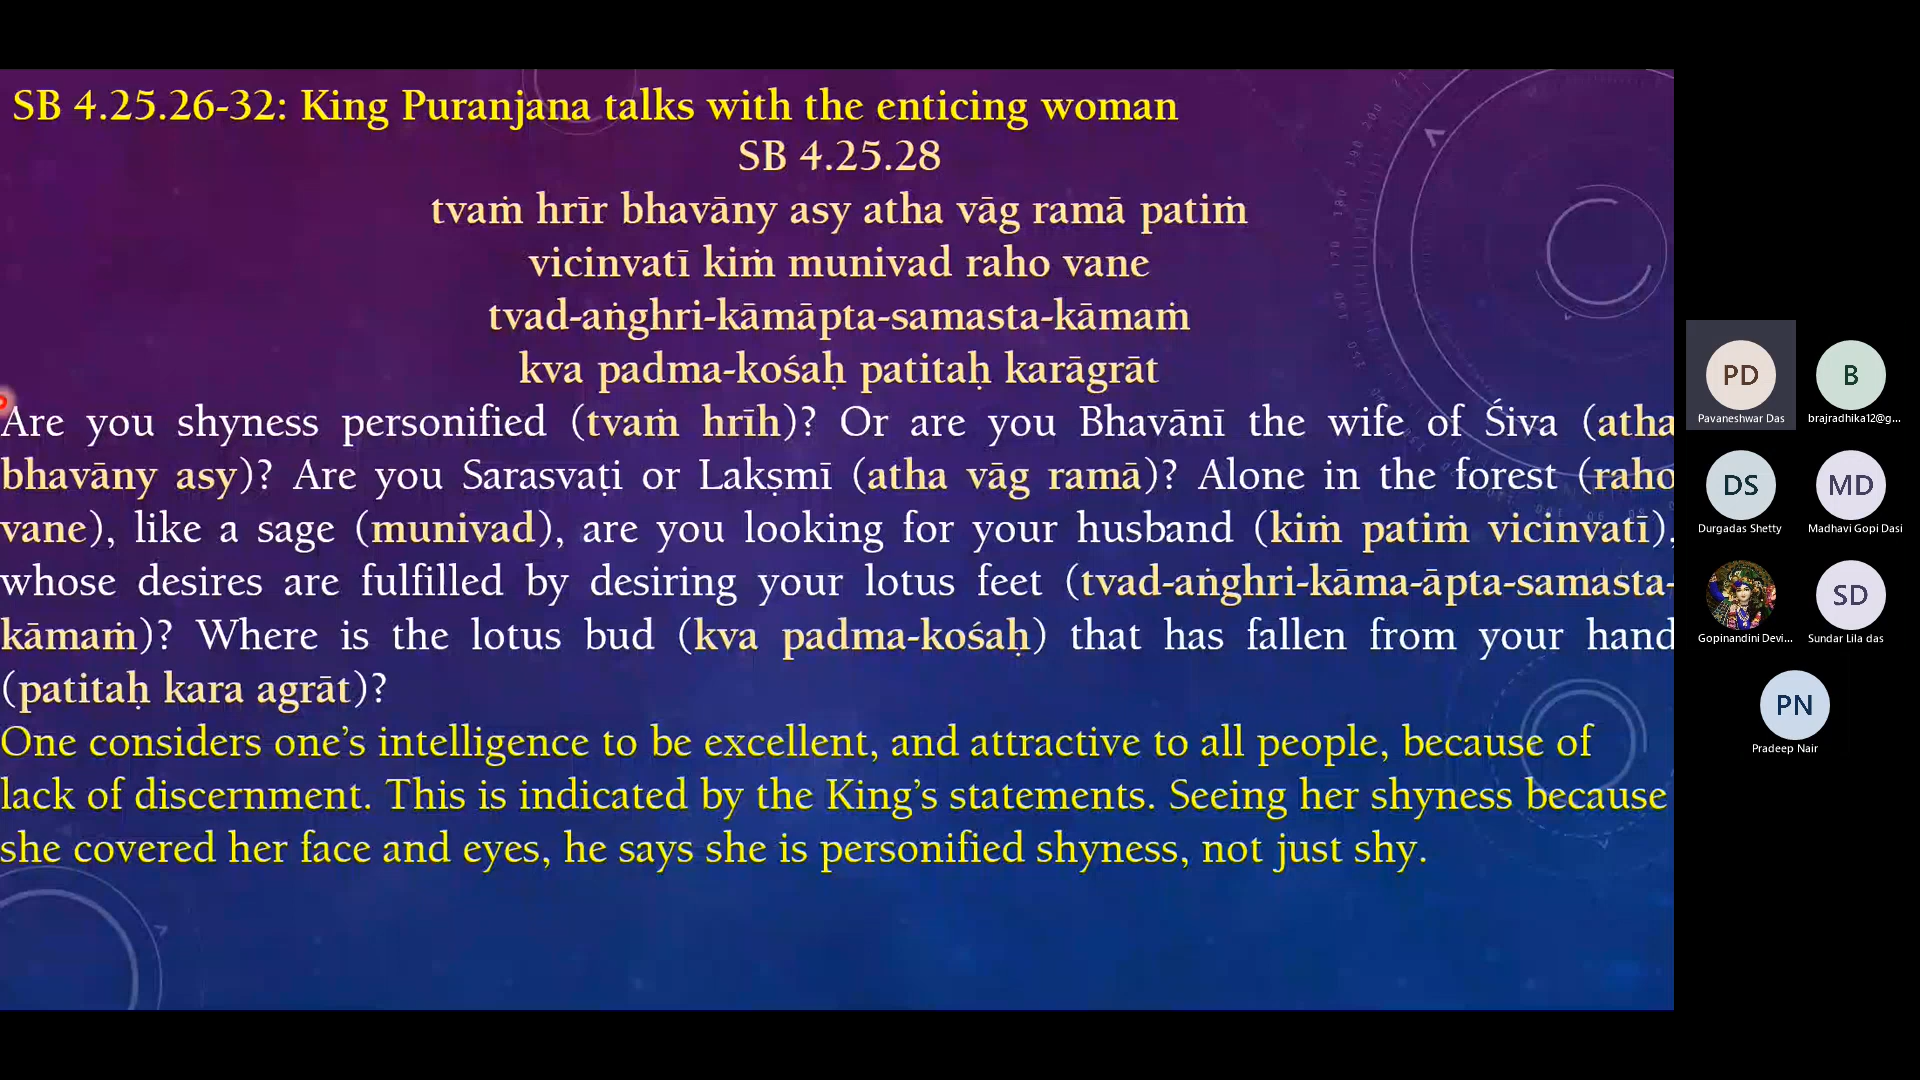 SB 4.25.26-32: King Puranjana talks with the enticing woman
SB 4.25.28
tvaṁ hrīr bhavāny asy atha vāg ramā patiṁ
vicinvatī kiṁ munivad raho vane
tvad-aṅghri-kāmāpta-samasta-kāmaṁ
kva padma-kośaḥ patitaḥ karāgrāt
Are you shyness personified (tvaṁ hrīh)? Or are you Bhavānī the wife of Śiva (atha
bhavāny asy)? Are you Sarasvaṭi or Lakṣmī (atha vāg ramā)? Alone in the forest (raho
vane), like a sage (munivad), are you looking for your husband (kiṁ patiṁ vicinvatī),
whose desires are fulfilled by desiring your lotus feet (tvad-aṅghri-kāma-āpta-samasta-
kāmaṁ)? Where is the lotus bud (kva padma-kośaḥ) that has fallen from your hand
(patitaḥ kara agrāt)?
One considers one’s intelligence to be excellent, and attractive to all people, because of
lack of discernment. This is indicated by the King’s statements. Seeing her shyness because
she covered her face and eyes, he says she is personified shyness, not just shy.
PD
Pavaneshwar Das
B
brajradhika12@g...
DS
Durgadas Shetty
MD
Madhavi Gopi Dasi
Gopinandini Devi...
SD
Sundar Lila das
PN
Pradeep Nair